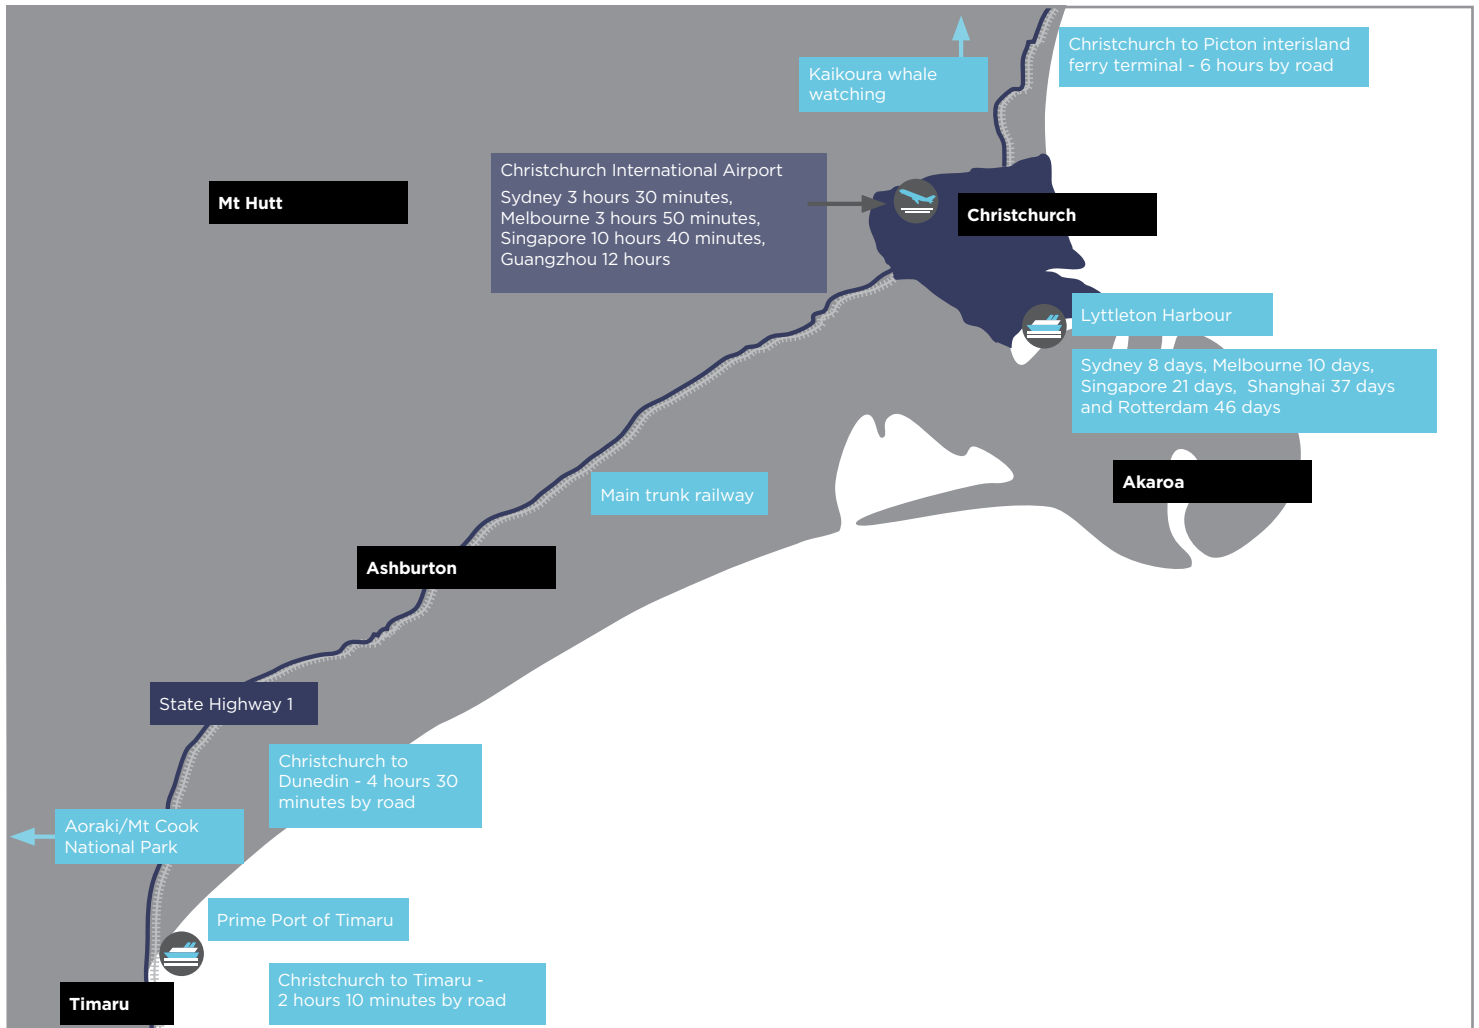 Christchurch to Picton interisland
ferry terminal - 6 hours by road
Kaikoura whale
watching
Christchurch International Airport
Sydney 3 hours 30 minutes,
Melbourne 3 hours 50 minutes,
Singapore 10 hours 40 minutes,
Guangzhou 12 hours
Mt Hutt
Christchurch
Lyttleton Harbour
Sydney 8 days, Melbourne 10 days,
Singapore 21 days,  Shanghai 37 days
and Rotterdam 46 days
Akaroa
Main trunk railway
Ashburton
State Highway 1
Christchurch to
Dunedin - 4 hours 30
minutes by road
Aoraki/Mt Cook
National Park
Prime Port of Timaru
Christchurch to Timaru -
2 hours 10 minutes by road
Timaru